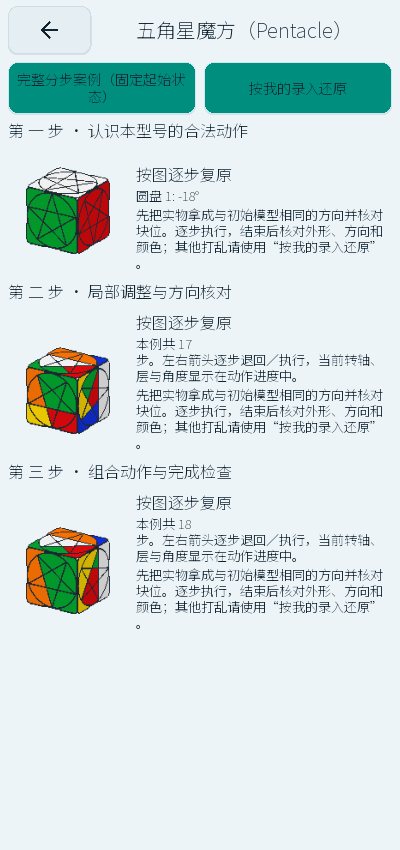 五角星魔方（Pentacle）
完整分步案例（固定起始状
态）
按我的录入还原
第一步·认识本型号的合法动作
按图逐步复原
圆盘 1: -18°
先把实物拿成与初始模型相同的方向并核对
块位。逐步执行，结束后核对外形、方向和
颜色；其他打乱请使用“按我的录入还原”
。
第二步·局部调整与方向核对
按图逐步复原
本例共 17
步。左右箭头逐步退回／执行，当前转轴、
层与角度显示在动作进度中。
先把实物拿成与初始模型相同的方向并核对
块位。逐步执行，结束后核对外形、方向和
颜色；其他打乱请使用“按我的录入还原”
。
第三步·组合动作与完成检查
按图逐步复原
本例共 18
步。左右箭头逐步退回／执行，当前转轴、
层与角度显示在动作进度中。
先把实物拿成与初始模型相同的方向并核对
块位。逐步执行，结束后核对外形、方向和
颜色；其他打乱请使用“按我的录入还原”
。